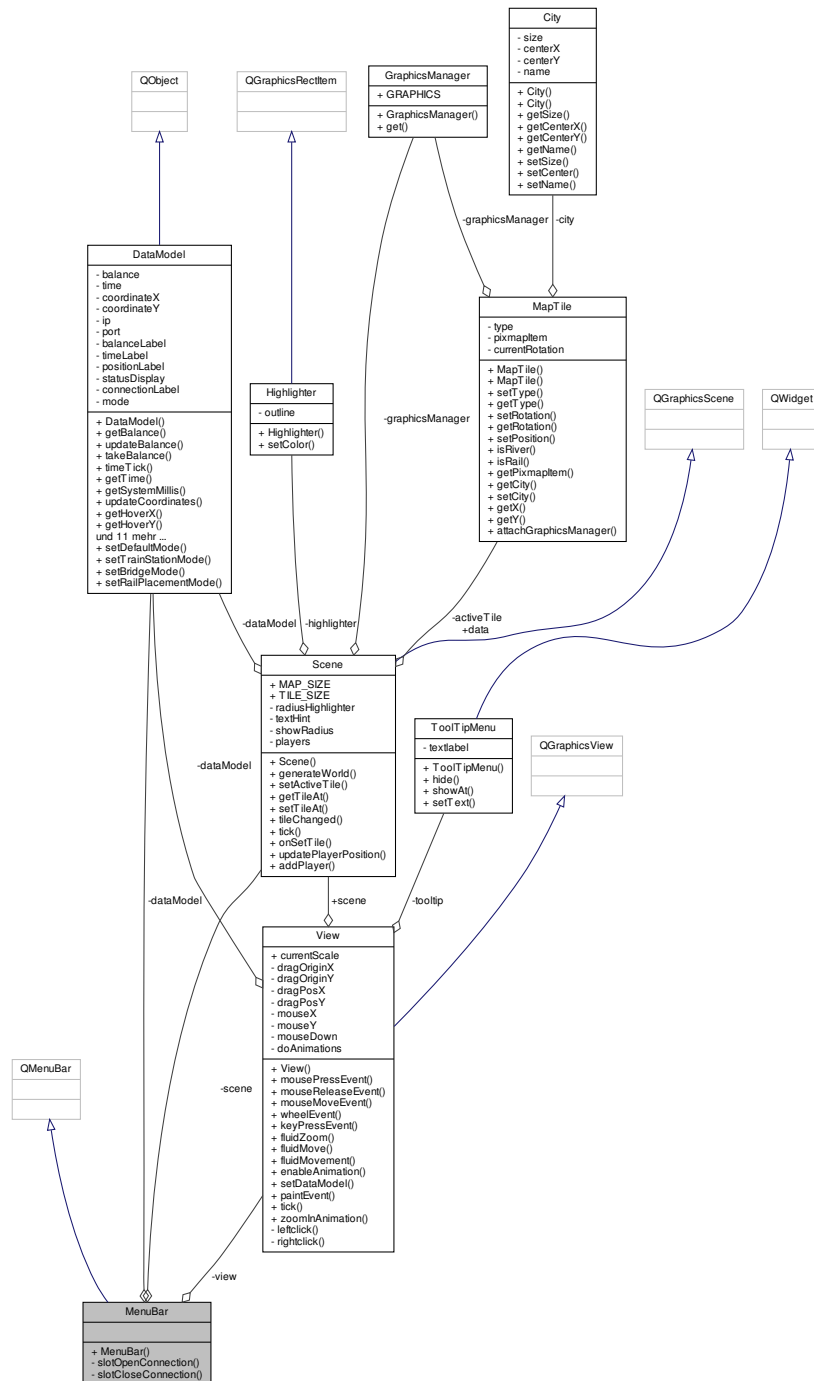 City
- size
- centerX
- centerY
- name
+ City()
+ City()
+ getSize()
+ getCenterX()
+ getCenterY()
+ getName()
+ setSize()
+ setCenter()
+ setName()
GraphicsManager
+ GRAPHICS
+ GraphicsManager()
+ get()
QObject
QGraphicsRectItem
-graphicsManager
-city
DataModel
- balance
- time
- coordinateX
- coordinateY
- ip
- port
- balanceLabel
- timeLabel
- positionLabel
- statusDisplay
- connectionLabel
- mode
+ DataModel()
+ getBalance()
+ updateBalance()
+ takeBalance()
+ timeTick()
+ getTime()
+ getSystemMillis()
+ updateCoordinates()
+ getHoverX()
+ getHoverY()
und 11 mehr ...
+ setDefaultMode()
+ setTrainStationMode()
+ setBridgeMode()
+ setRailPlacementMode()
MapTile
- type
- pixmapItem
- currentRotation
+ MapTile()
+ MapTile()
+ setType()
+ getType()
+ setRotation()
+ getRotation()
+ setPosition()
+ isRiver()
+ isRail()
+ getPixmapItem()
+ getCity()
+ setCity()
+ getX()
+ getY()
+ attachGraphicsManager()
Highlighter
- outline
+ Highlighter()
+ setColor()
-graphicsManager
QGraphicsScene
QWidget
-dataModel
-highlighter
-activeTile
+data
Scene
+ MAP_SIZE
+ TILE_SIZE
- radiusHighlighter
- textHint
- showRadius
- players
+ Scene()
+ generateWorld()
+ setActiveTile()
+ getTileAt()
+ setTileAt()
+ tileChanged()
+ tick()
+ onSetTile()
+ updatePlayerPosition()
+ addPlayer()
ToolTipMenu
- textlabel
+ ToolTipMenu()
+ hide()
+ showAt()
+ setText()
QGraphicsView
-dataModel
-dataModel
+scene
-tooltip
View
+ currentScale
- dragOriginX
- dragOriginY
- dragPosX
- dragPosY
- mouseX
- mouseY
- mouseDown
- doAnimations
+ View()
+ mousePressEvent()
+ mouseReleaseEvent()
+ mouseMoveEvent()
+ wheelEvent()
+ keyPressEvent()
+ fluidZoom()
+ fluidMove()
+ fluidMovement()
+ enableAnimation()
+ setDataModel()
+ paintEvent()
+ tick()
+ zoomInAnimation()
- leftclick()
- rightclick()
QMenuBar
-scene
-view
MenuBar
+ MenuBar()
- slotOpenConnection()
- slotCloseConnection()